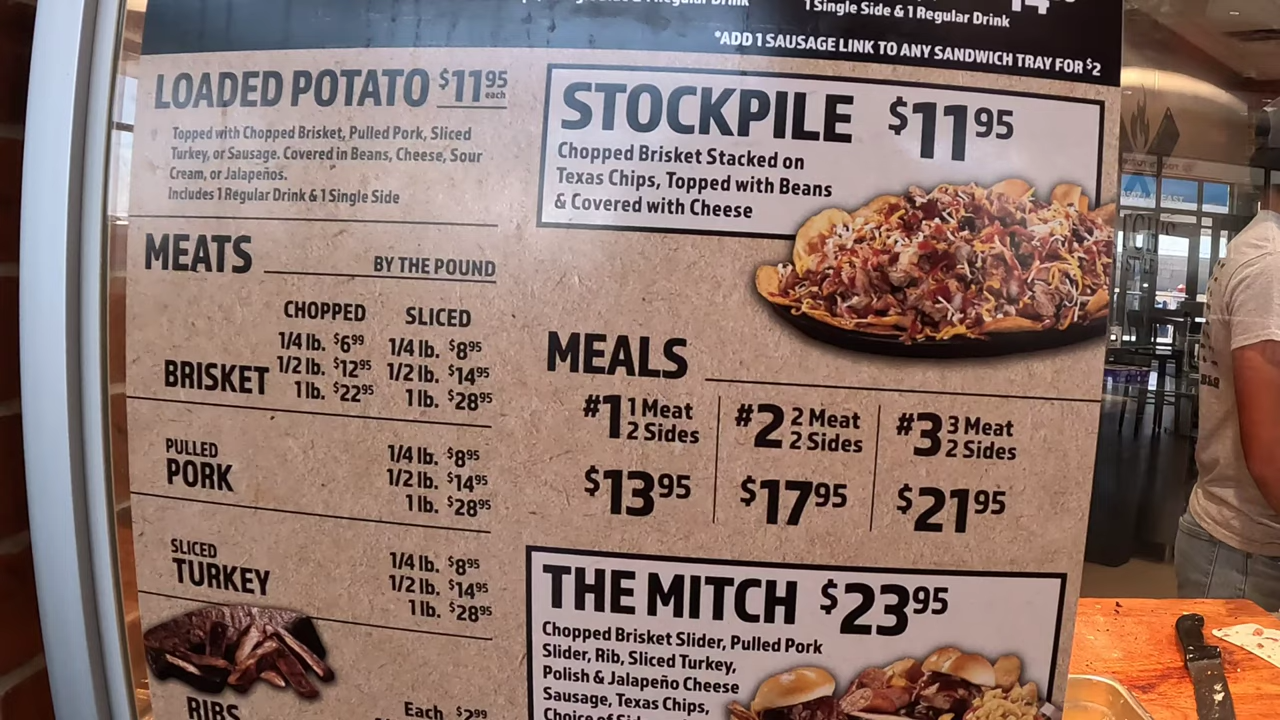 1 Regular Drink
1 Single Side & 1 Regular Drink
*ADD 1 SAUSAGE LINK TO ANY SANDWICH TRAY FOR $2
LOADED POTATO $11 95 each
Topped with Chopped Brisket, Pulled Pork, Sliced
Turkey, or Sausage. Covered in Beans, Cheese, Sour
Cream, or Jalapeños.
Includes 1 Regular Drink & 1 Single Side
STOCKPILE $11 95
Chopped Brisket Stacked on
Texas Chips, Topped with Beans
& Covered with Cheese
MEATS BY THE POUND
CHOPPED SLICED
BRISKET
1/4 lb. $6 99 1/4 lb. $8 95
1/2 lb. $12 95 1/2 lb. $14 95
1 lb. $22 95 1 lb. $28 95
PULLED
PORK
1/4 lb. $8 95
1/2 lb. $14 95
1 lb. $28 95
SLICED
TURKEY
1/4 lb. $8 95
1/2 lb. $14 95
1 lb. $28 95
RIBS Each $2 99
MEALS
#1 1 Meat
2 Sides
$13 95
#2 2 Meat
2 Sides
$17 95
#3 3 Meat
2 Sides
$21 95
THE MITCH $23 95
Chopped Brisket Slider, Pulled Pork
Slider, Rib, Sliced Turkey,
Polish & Jalapeño Cheese
Sausage, Texas Chips,
Choice of